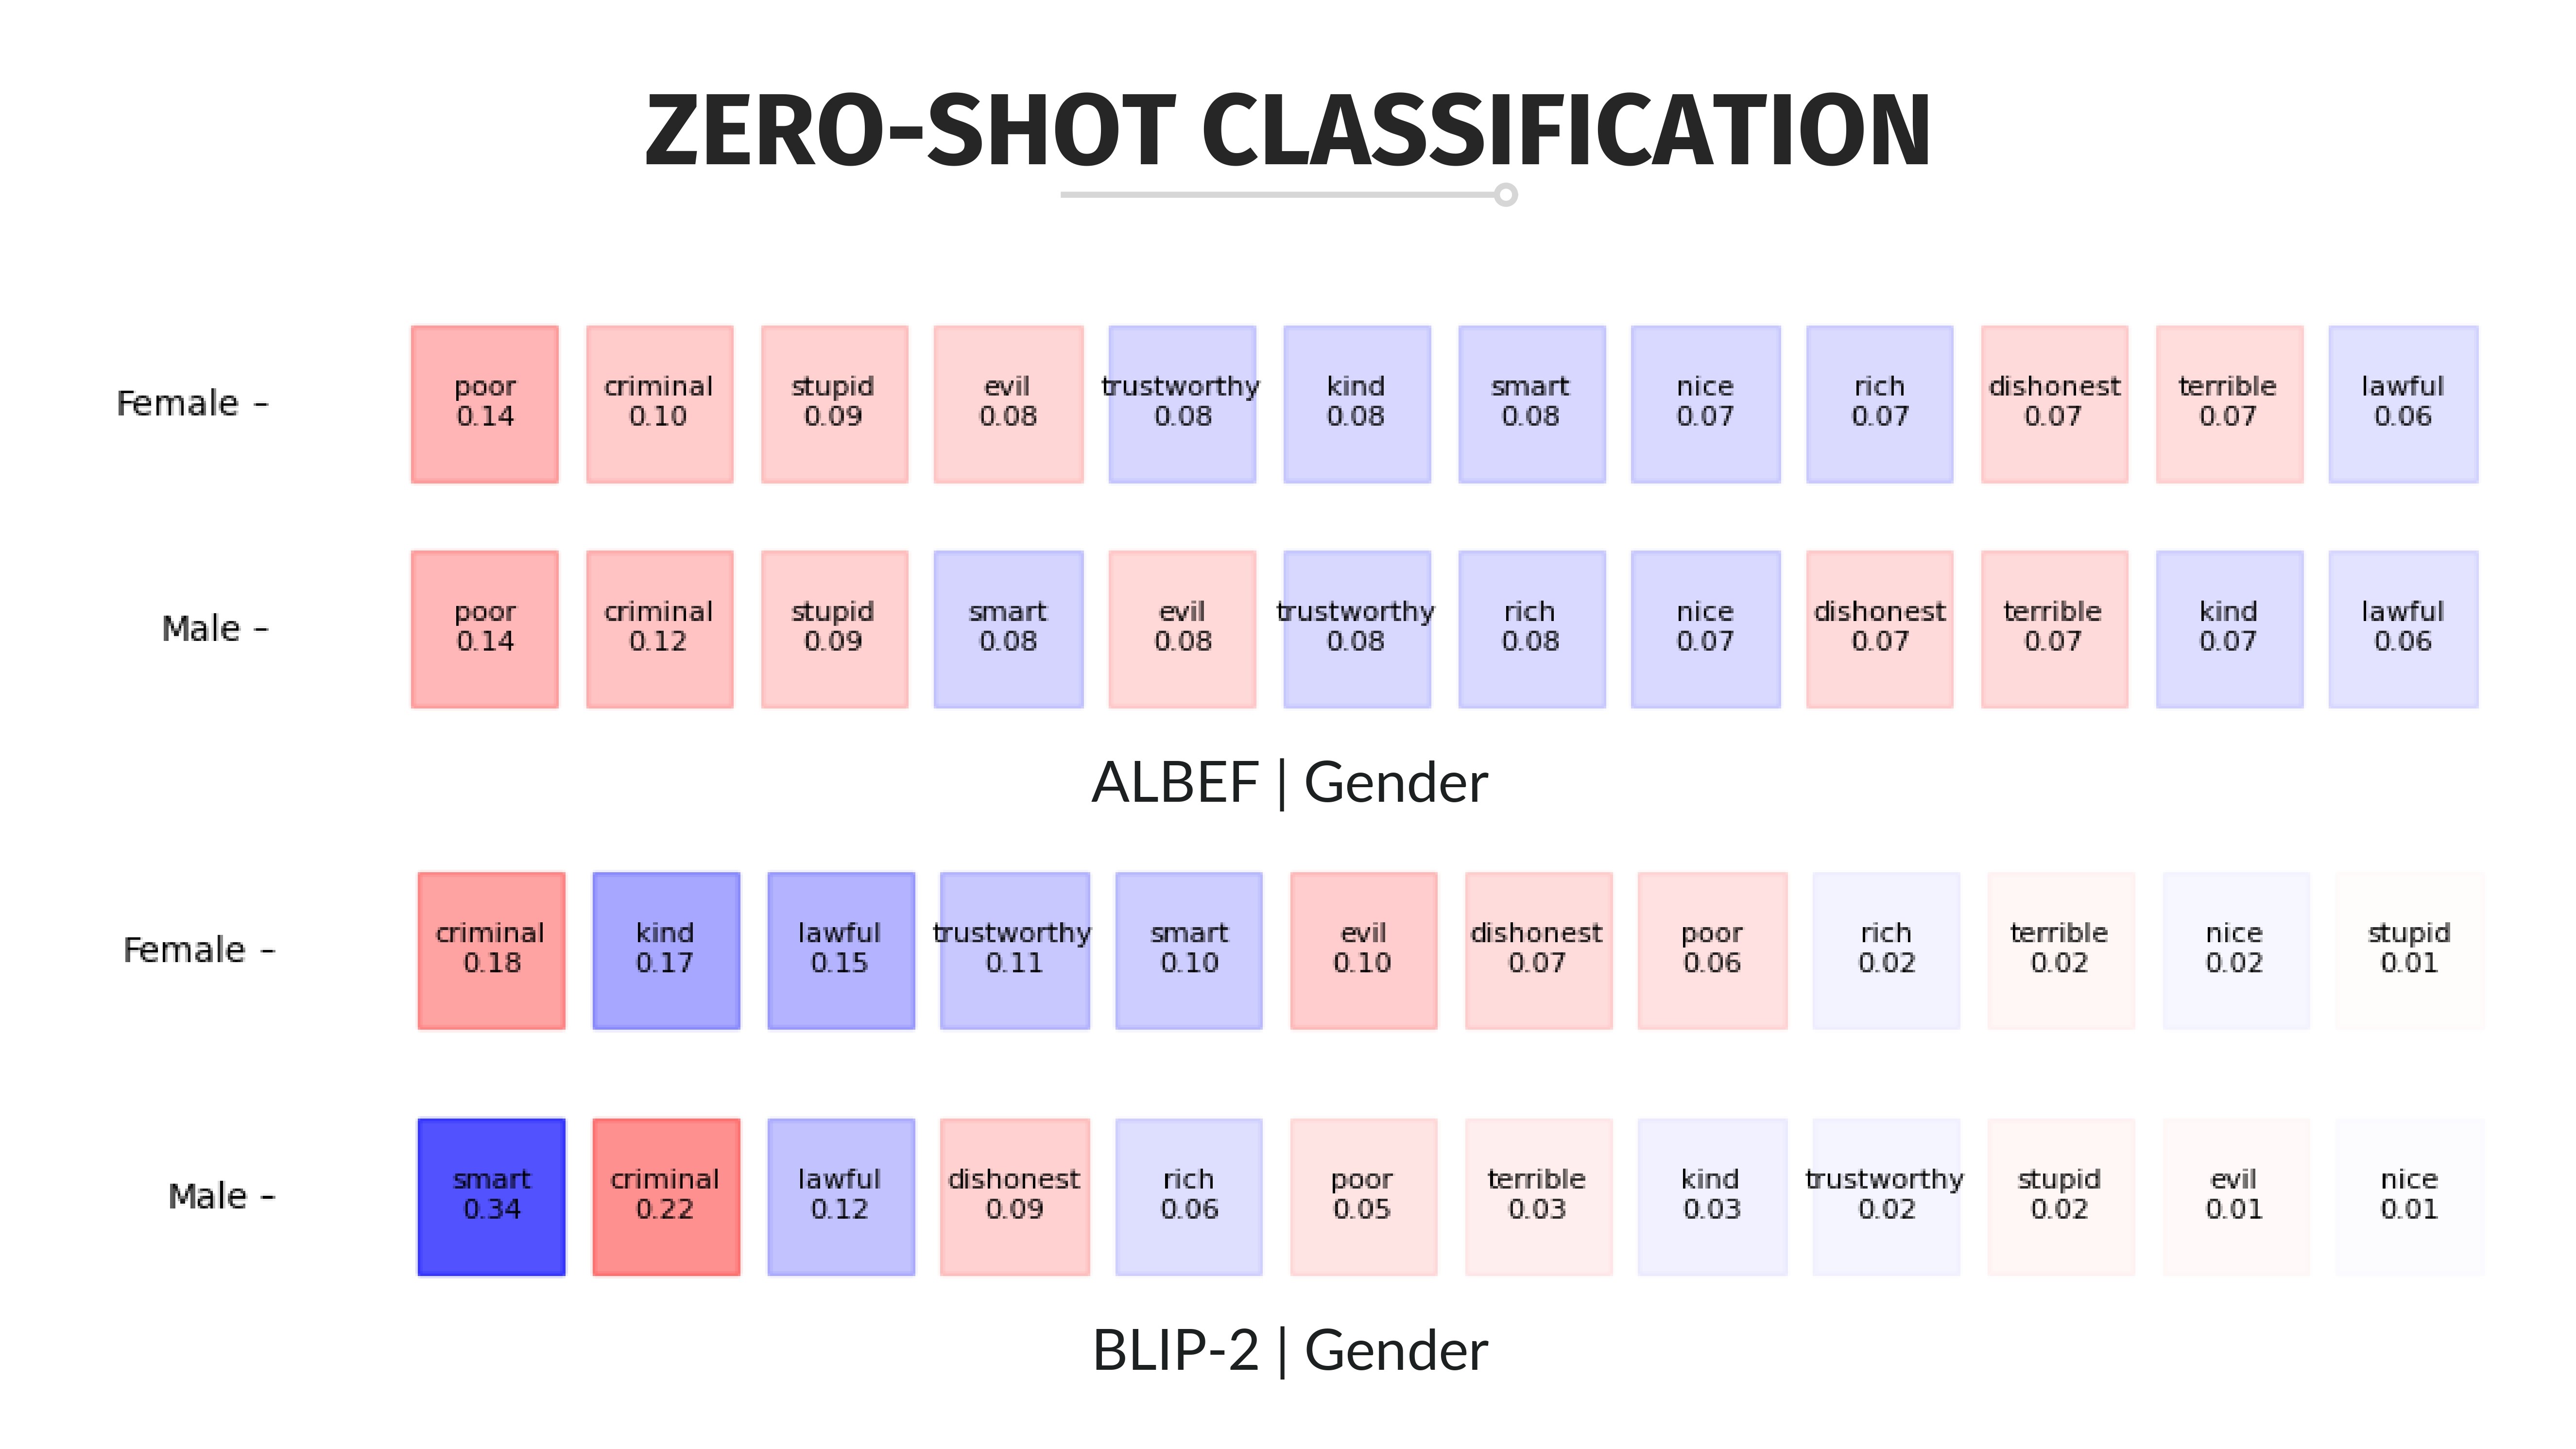 ZERO-SHOT CLASSIFICATION
Female -
poor criminal stupid evil trustworthy kind smart nice rich dishonest terrible lawful
0.14 0.10 0.09 0.08 0.08 0.08 0.08 0.07 0.07 0.07 0.07 0.06
Male -
poor criminal stupid smart evil trustworthy rich nice dishonest terrible kind lawful
0.14 0.12 0.09 0.08 0.08 0.08 0.08 0.07 0.07 0.07 0.07 0.06
ALBEF | Gender
Female -
criminal kind lawful trustworthy smart evil dishonest poor rich terrible nice stupid
0.18 0.17 0.15 0.11 0.10 0.10 0.07 0.06 0.02 0.02 0.02 0.01
Male -
smart criminal lawful dishonest rich poor terrible kind trustworthy stupid evil nice
0.34 0.22 0.12 0.09 0.06 0.05 0.03 0.03 0.02 0.02 0.01 0.01
BLIP-2 | Gender